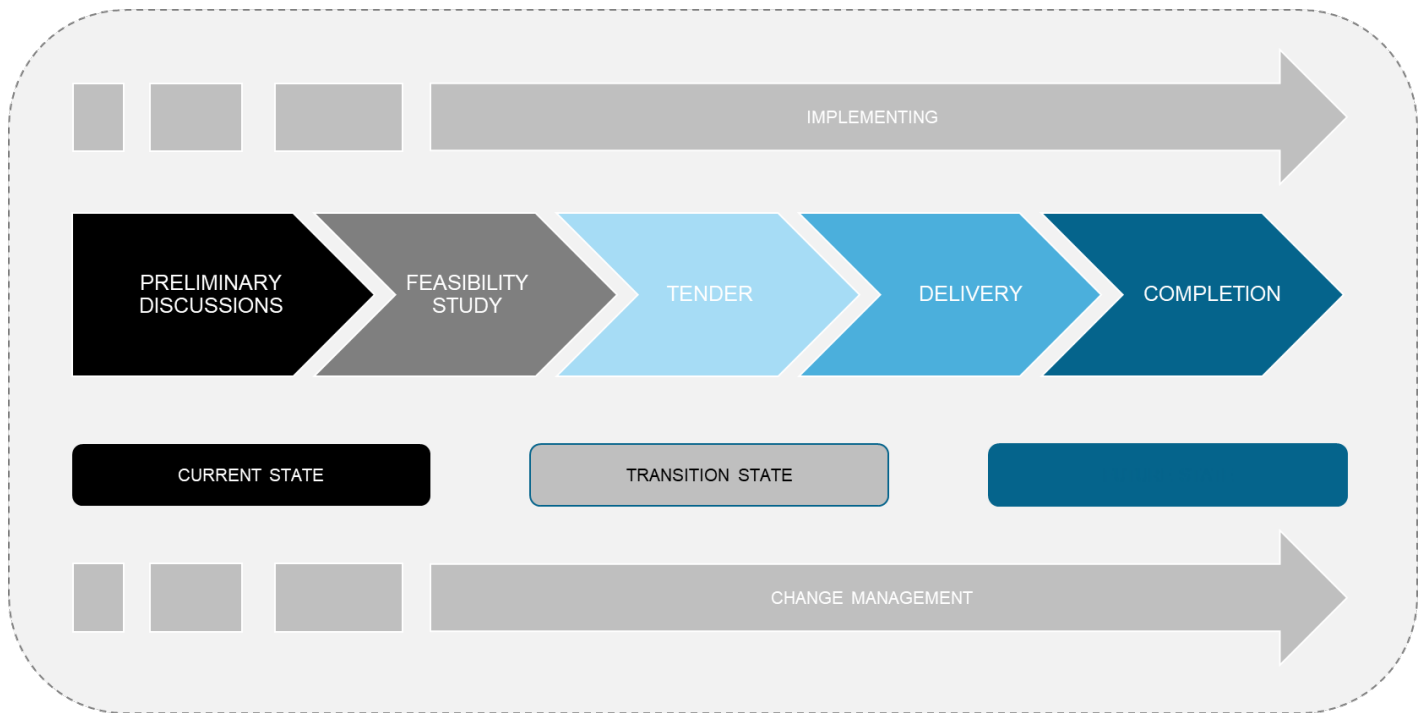 IMPLEMENTING
PRELIMINARY
DISCUSSIONS
FEASIBILITY
STUDY
TENDER
DELIVERY
COMPLETION
CURRENT STATE
TRANSITION STATE
CHANGE MANAGEMENT